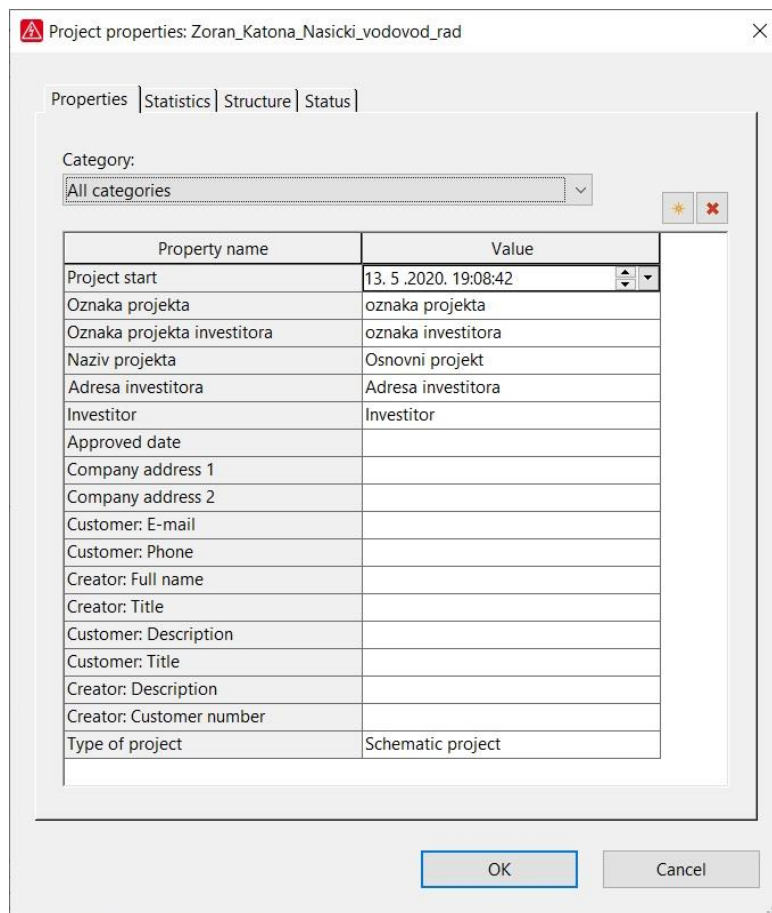 Project properties: Zoran_Katona_Nasicki_vodovod_rad
Properties Statistics Structure Status
Category:
All categories
Property name Value
Project start 13. 5 .2020. 19:08:42
Oznaka projekta oznaka projekta
Oznaka projekta investitora oznaka investitora
Naziv projekta Osnovni projekt
Adresa investitora Adresa investitora
Investitor Investitor
Approved date
Company address 1
Company address 2
Customer: E-mail
Customer: Phone
Creator: Full name
Creator: Title
Customer: Description
Customer: Title
Creator: Description
Creator: Customer number
Type of project Schematic project
OK Cancel